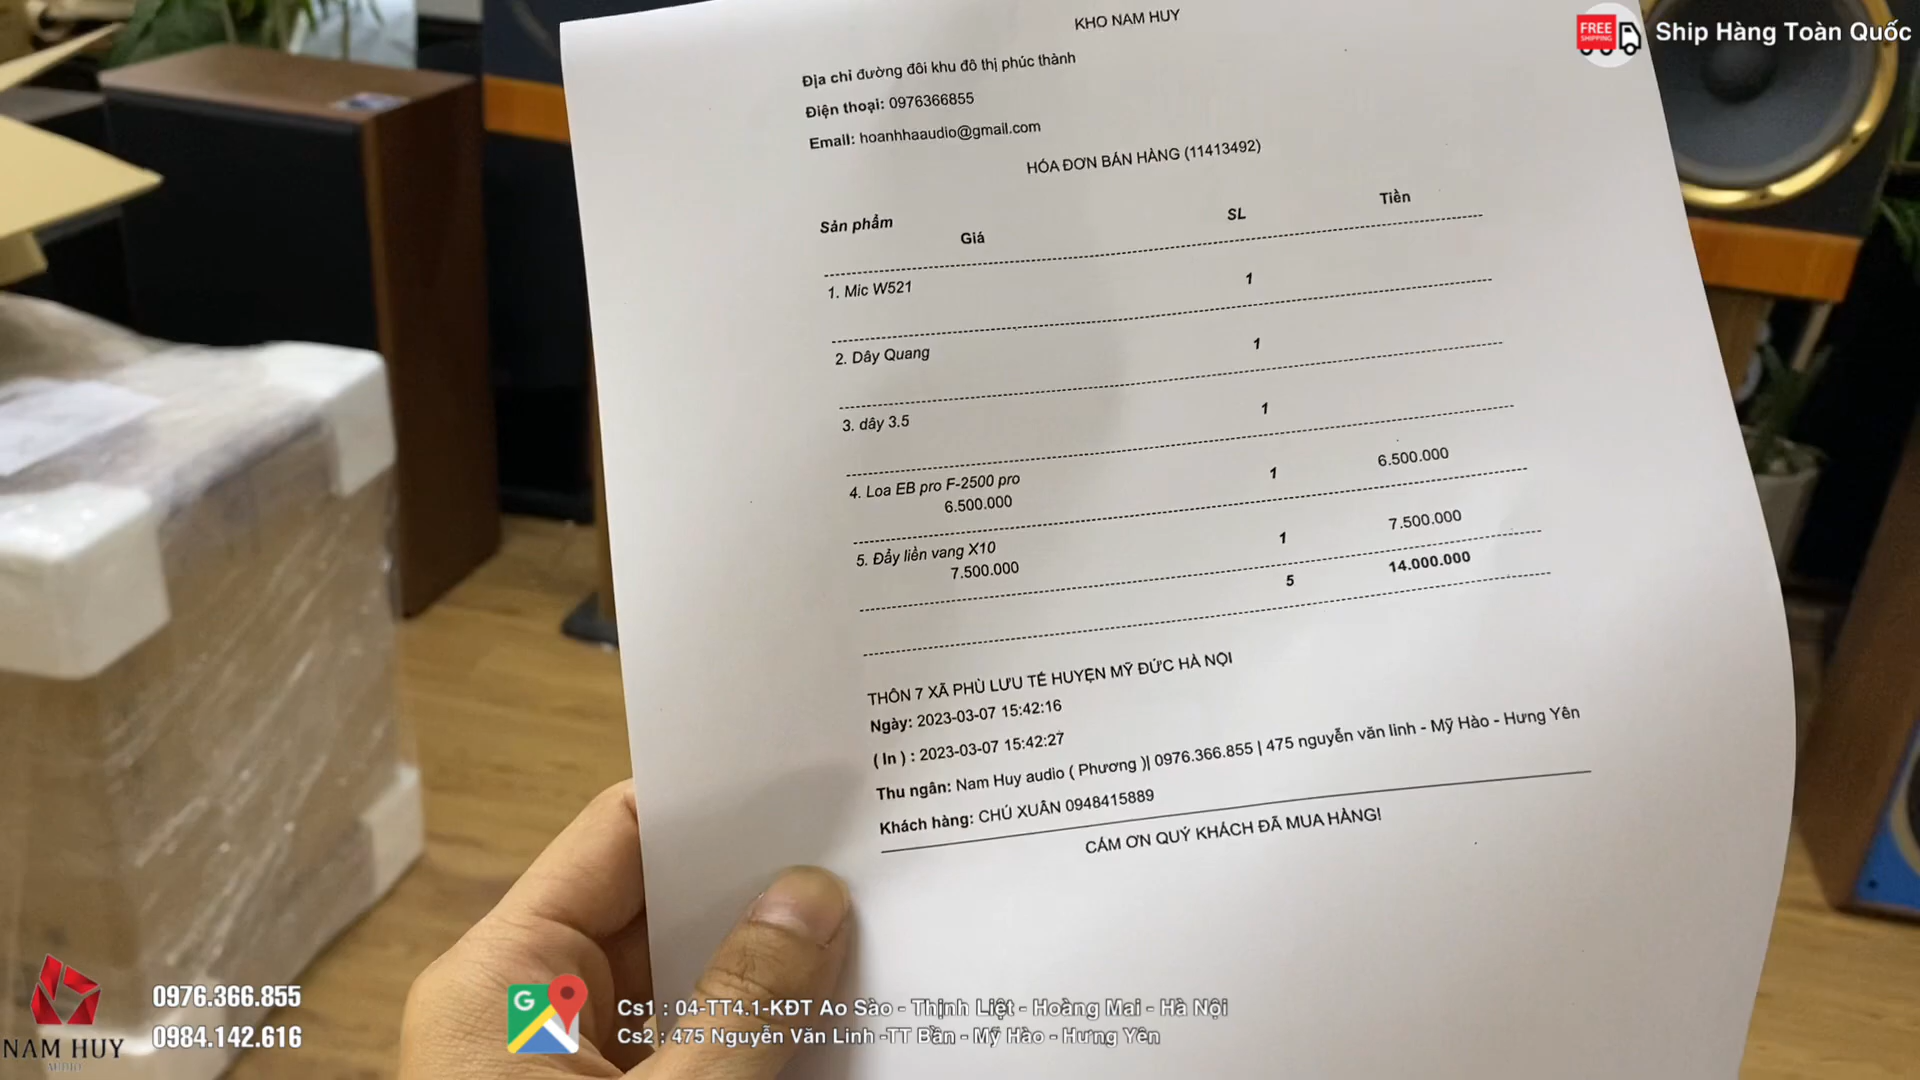 KHO NAM HUY
FREE
SHIPPING
Ship Hàng Toàn Quốc
Địa chỉ đường đôi khu đô thị phúc thành
Điện thoại: 0976366855
Email: hoanhhaaudio@gmail.com
HÓA ĐƠN BÁN HÀNG (11413492)
Sản phẩm Giá SL Tiền
1. Mic W521 1
2. Dây Quang 1
3. dây 3.5 1
4. Loa EB pro F-2500 pro
6.500.000 1 6.500.000
5. Đẩy liền vang X10
7.500.000 1 7.500.000
5 14.000.000
THÔN 7 XÃ PHÙ LƯU TẾ HUYỆN MỸ ĐỨC HÀ NỘI
Ngày: 2023-03-07 15:42:16
( In ) : 2023-03-07 15:42:27
Thu ngân: Nam Huy audio ( Phương )| 0976.366.855 | 475 nguyễn văn linh - Mỹ Hào - Hưng Yên
Khách hàng: CHÚ XUÂN 0948415889
CẢM ƠN QUÝ KHÁCH ĐÃ MUA HÀNG!
NAM HUY
AUDIO
0976.366.855
0984.142.616
G
Cs1 : 04-TT4.1-KĐT Ao Sào - Thịnh Liệt - Hoàng Mai - Hà Nội
Cs2 : 475 Nguyễn Văn Linh -TT Bần - Mỹ Hào - Hưng Yên